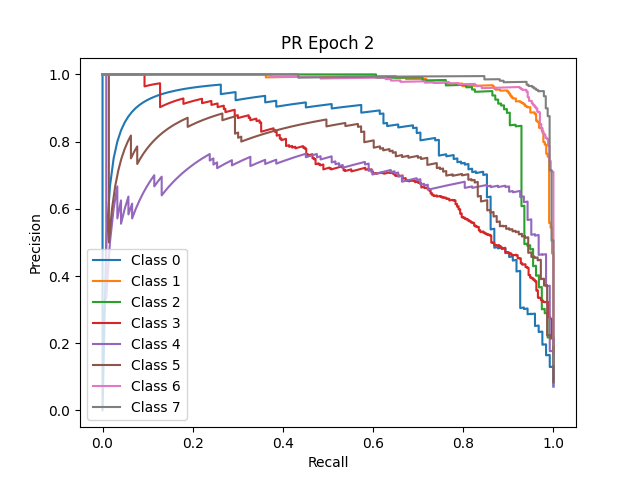 PR Epoch 2
Precision
1.0
0.8
0.6
0.4
0.2
0.0
Class 0
Class 1
Class 2
Class 3
Class 4
Class 5
Class 6
Class 7
0.0 0.2 0.4 0.6 0.8 1.0
Recall